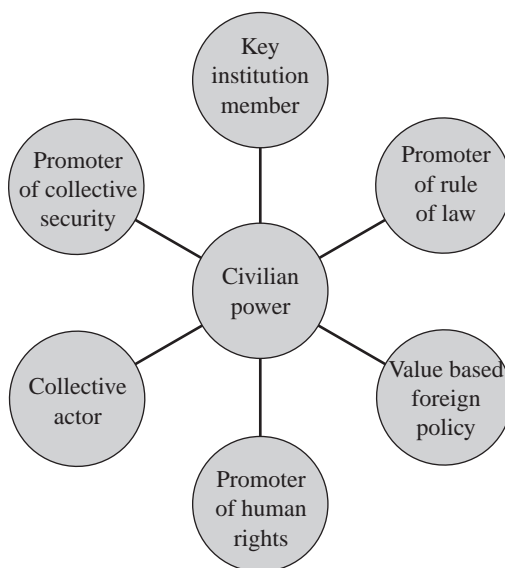 Key
institution
member
Promoter
of collective
security
Promoter
of rule
of law
Civilian
power
Collective
actor
Value based
foreign
policy
Promoter
of human
rights